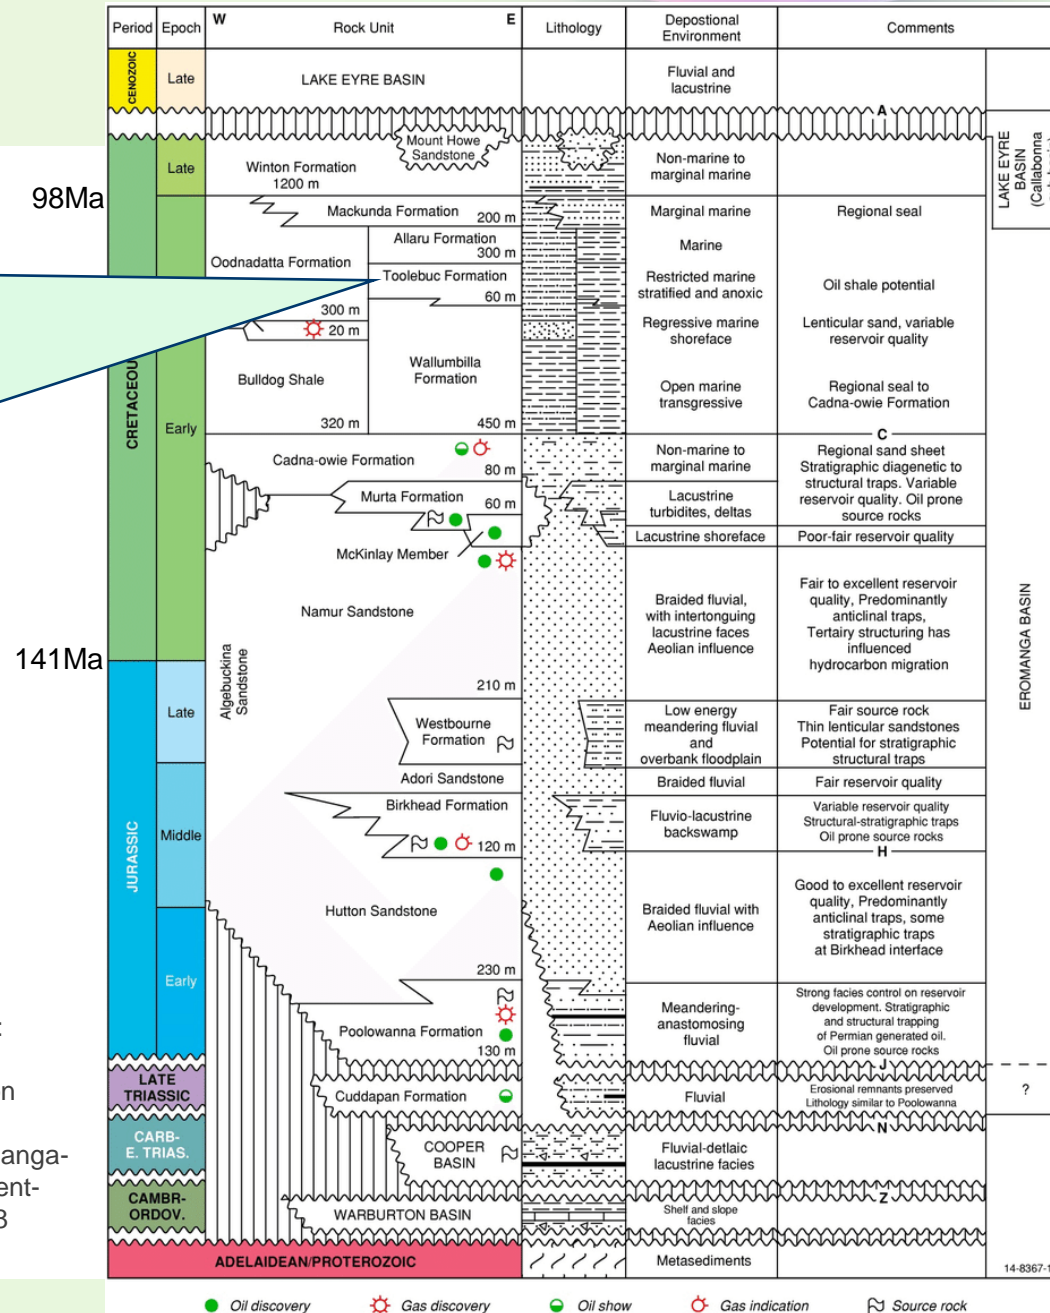 Period
Epoch
W
Rock Unit
E
Lithology
Depostional
Environment
Comments
CENOZOIC
Late
LAKE EYRE BASIN
Fluvial and
lacustrine
A
Mount Howe
Sandstone
Late
Winton Formation
1200 m
Non-marine to
marginal marine
LAKE EYRE
BASIN
(Callabonna
98Ma
Mackunda Formation
200 m
Marginal marine
Regional seal
Allaru Formation
300 m
Marine
Oodnadatta Formation
Toolebuc Formation
60 m
Restricted marine
stratified and anoxic
Oil shale potential
300 m
20 m
Regressive marine
shoreface
Lenticular sand, variable
reservoir quality
Wallumbilla
Formation
Bulldog Shale
Open marine
transgressive
Regional seal to
Cadna-owie Formation
CRETACEOU
Early
320 m
450 m
C
Cadna-owie Formation
80 m
Non-marine to
marginal marine
Regional sand sheet
Stratigraphic diagenetic to
structural traps. Variable
reservoir quality. Oil prone
source rocks
Murta Formation
60 m
Lacustrine
turbidites, deltas
McKinlay Member
Lacustrine shoreface
Poor-fair reservoir quality
Namur Sandstone
Braided fluvial,
with intertonguing
lacustrine faces
Aeolian influence
Fair to excellent reservoir
quality, Predominantly
anticlinal traps,
Tertairy structuring has
influenced
hydrocarbon migration
EROMANGA BASIN
141Ma
Algebuckina
Sandstone
210 m
JURASSIC
Late
Westbourne
Formation
Low energy
meandering fluvial
and
overbank floodplain
Fair source rock
Thin lenticular sandstones
Potential for stratigraphic
structural traps
Adori Sandstone
Braided fluvial
Fair reservoir quality
Middle
Birkhead Formation
120 m
Fluvio-lacustrine
backswamp
Variable reservoir quality
Structural-stratigraphic traps
Oil prone source rocks
H
Hutton Sandstone
230 m
Braided fluvial with
Aeolian influence
Good to excellent reservoir
quality, Predominantly
anticlinal traps, some
stratigraphic traps
at Birkhead interface
Early
Poolowanna Formation
130 m
Meandering-
anastomosing
fluvial
Strong facies control on reservoir
development. Stratigraphic
and structural trapping
of Permian generated oil.
Oil prone source rocks
J
LATE
TRIASSIC
Cuddapan Formation
Fluvial
Erosional remnants preserved
Lithology similar to Poolowanna
?
:
on
N
CARB-
E. TRIAS.
COOPER
BASIN
Fluvial-detlaic
lacustrine facies
anga-
ent-
3
Z
CAMBR-
ORDOV.
WARBURTON BASIN
Shelf and slope
facies
ADELAIDEAN/PROTEROZOIC
Metasediments
14-8367-1
Oil discovery
Gas discovery
Oil show
Gas indication
Source rock